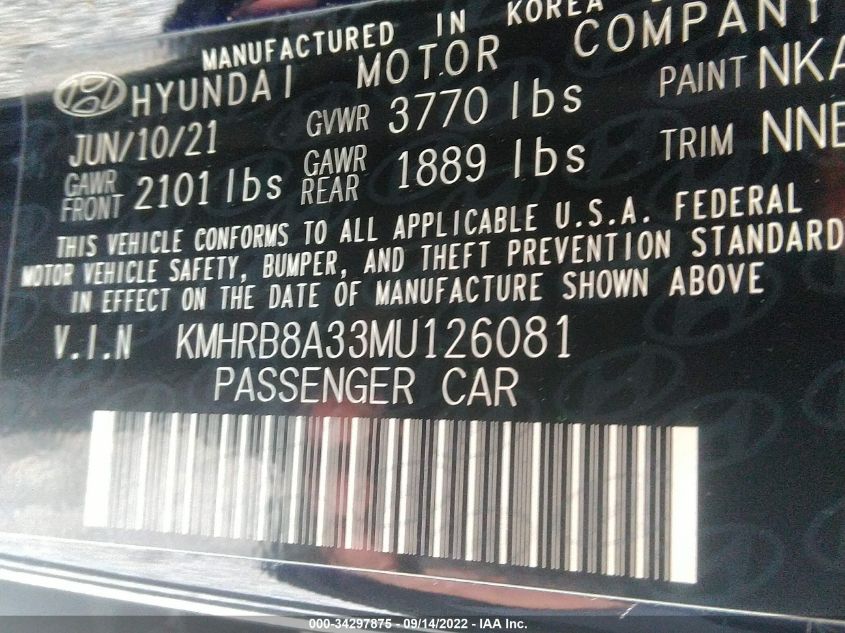 MANUFACTURED IN KOREA
HYUNDAI MOTOR COMPANY
JUN/10/21 GVWR 3770 lbs PAINT NKA
GAWR FRONT 2101 lbs GAWR REAR 1889 lbs TRIM NNB
THIS VEHICLE CONFORMS TO ALL APPLICABLE U.S.A. FEDERAL
MOTOR VEHICLE SAFETY, BUMPER, AND THEFT PREVENTION STANDARD
IN EFFECT ON THE DATE OF MANUFACTURE SHOWN ABOVE
V.I.N KMHRB8A33MU126081
PASSENGER CAR
000-34297875 - 09/14/2022 - IAA Inc.